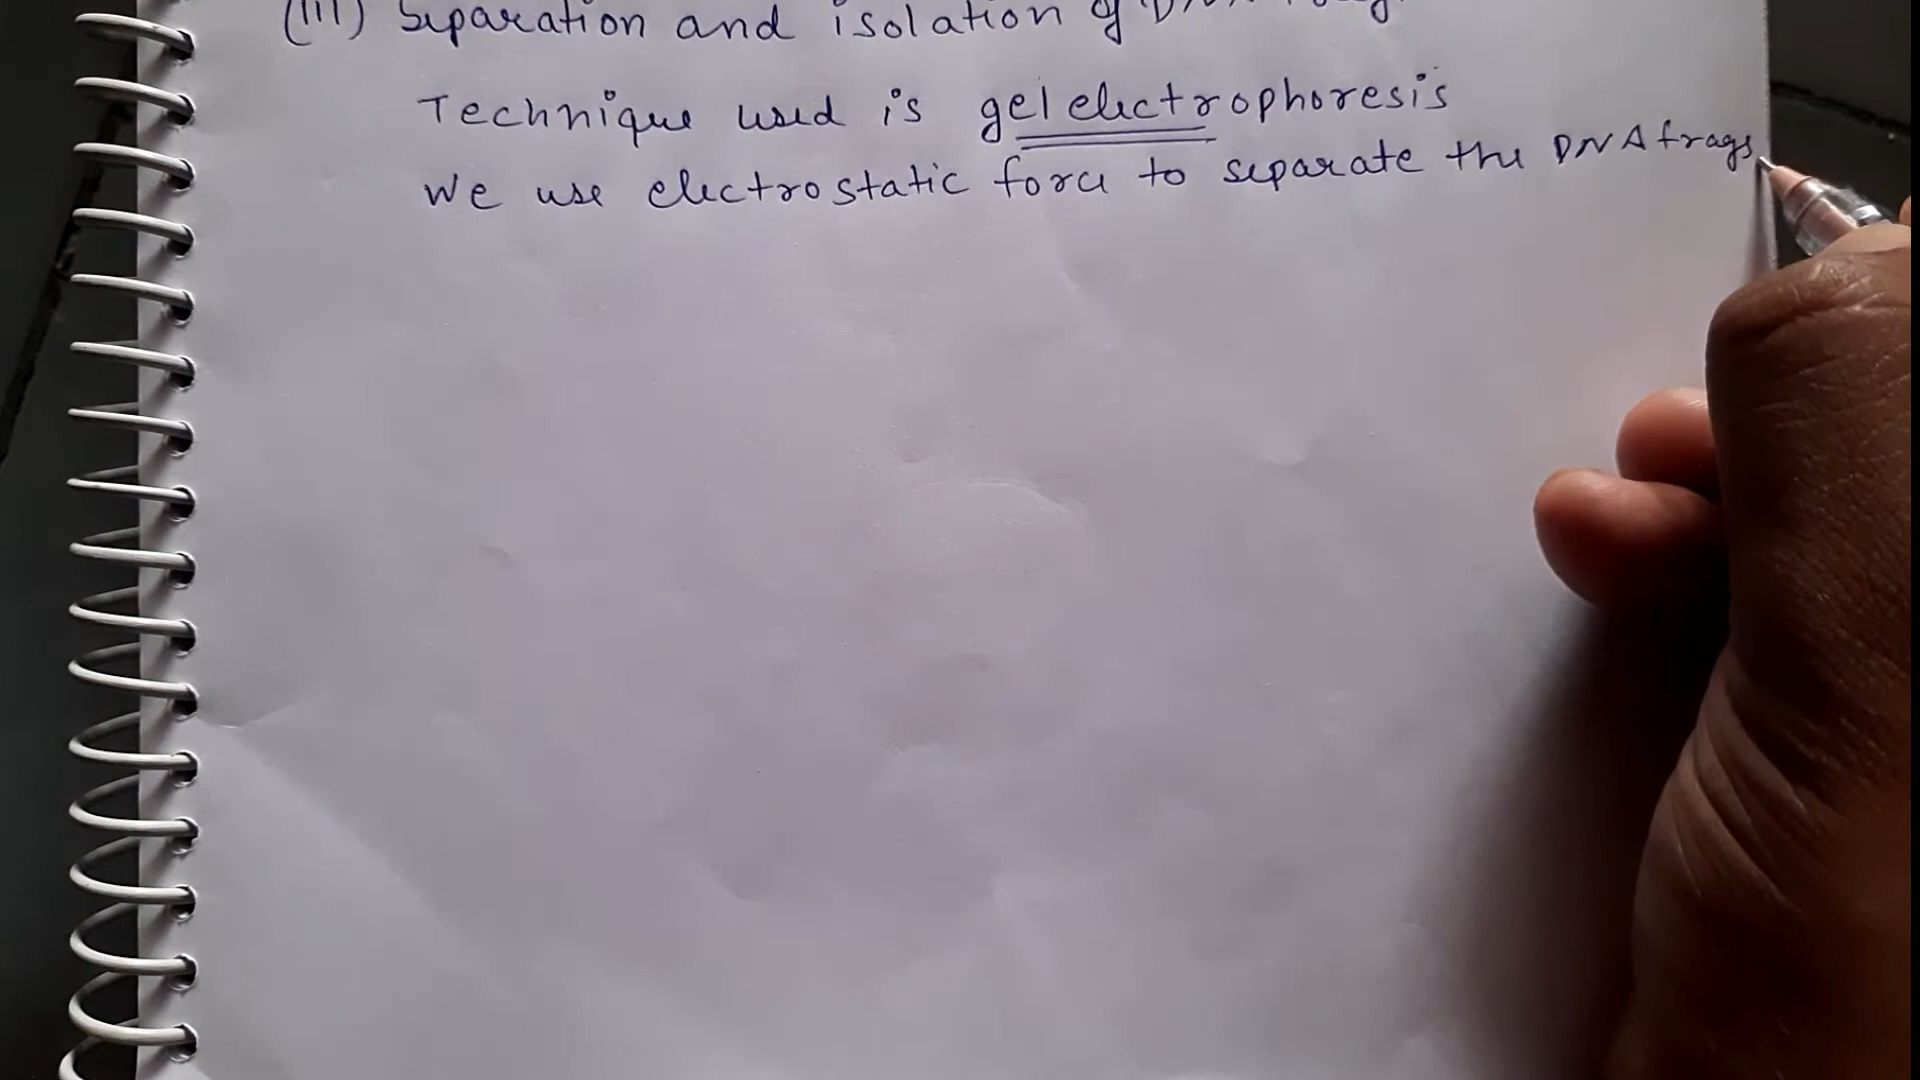 (III) Separation and isolation of DNA
Technique used is gel electrophoresis
We use electrostatic force to separate the DNA frags